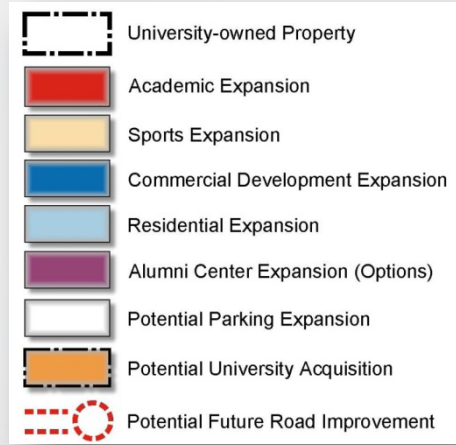 University-owned Property
Academic Expansion
Sports Expansion
Commercial Development Expansion
Residential Expansion
Alumni Center Expansion (Options)
Potential Parking Expansion
Potential University Acquisition
Potential Future Road Improvement